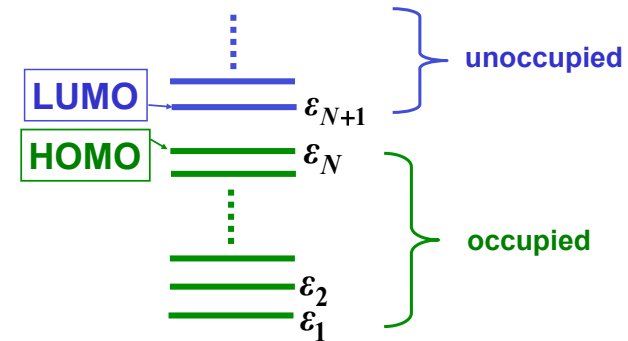 unoccupied
LUMO
ε_{N+1}
HOMO
ε_N
occupied
ε_2
ε_1